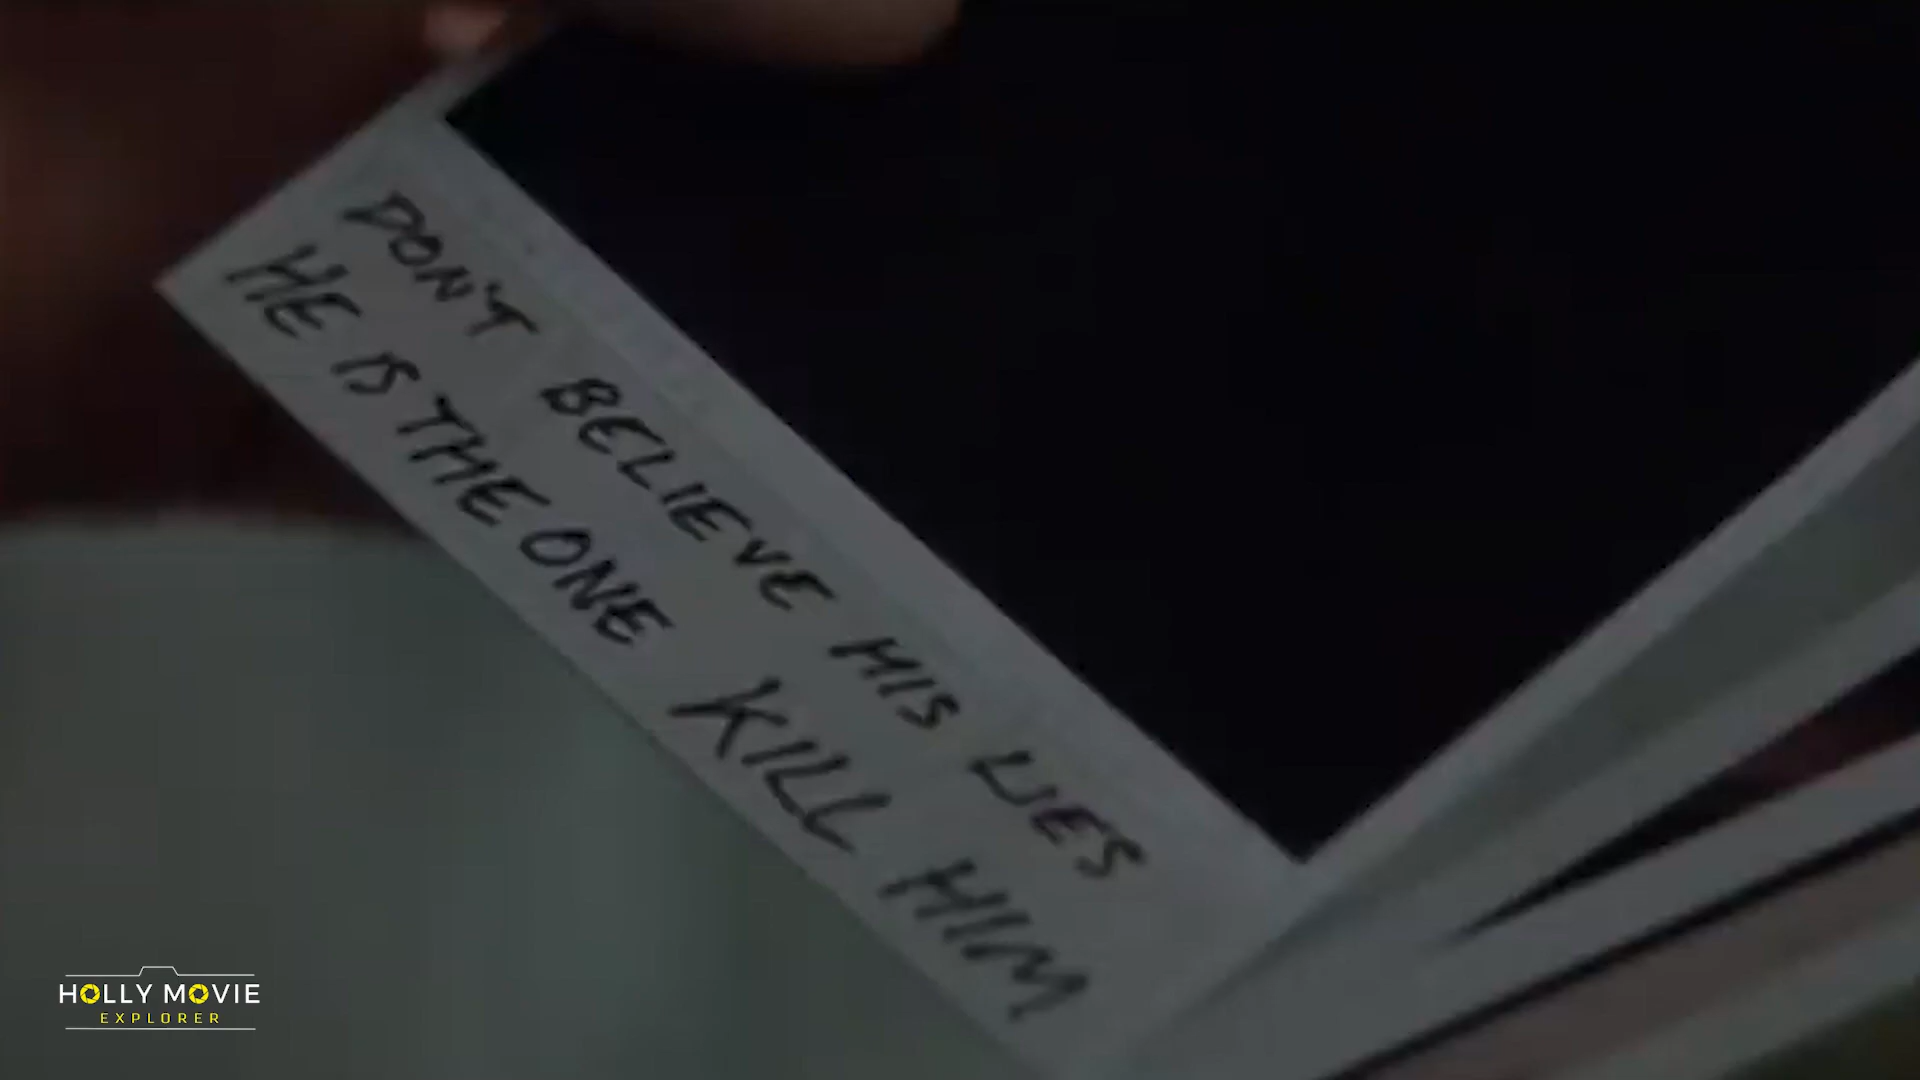 DON'T BELIEVE HIS LIES
HE IS THE ONE KILL HIM
HOLLY MOVIE
EXPLORER